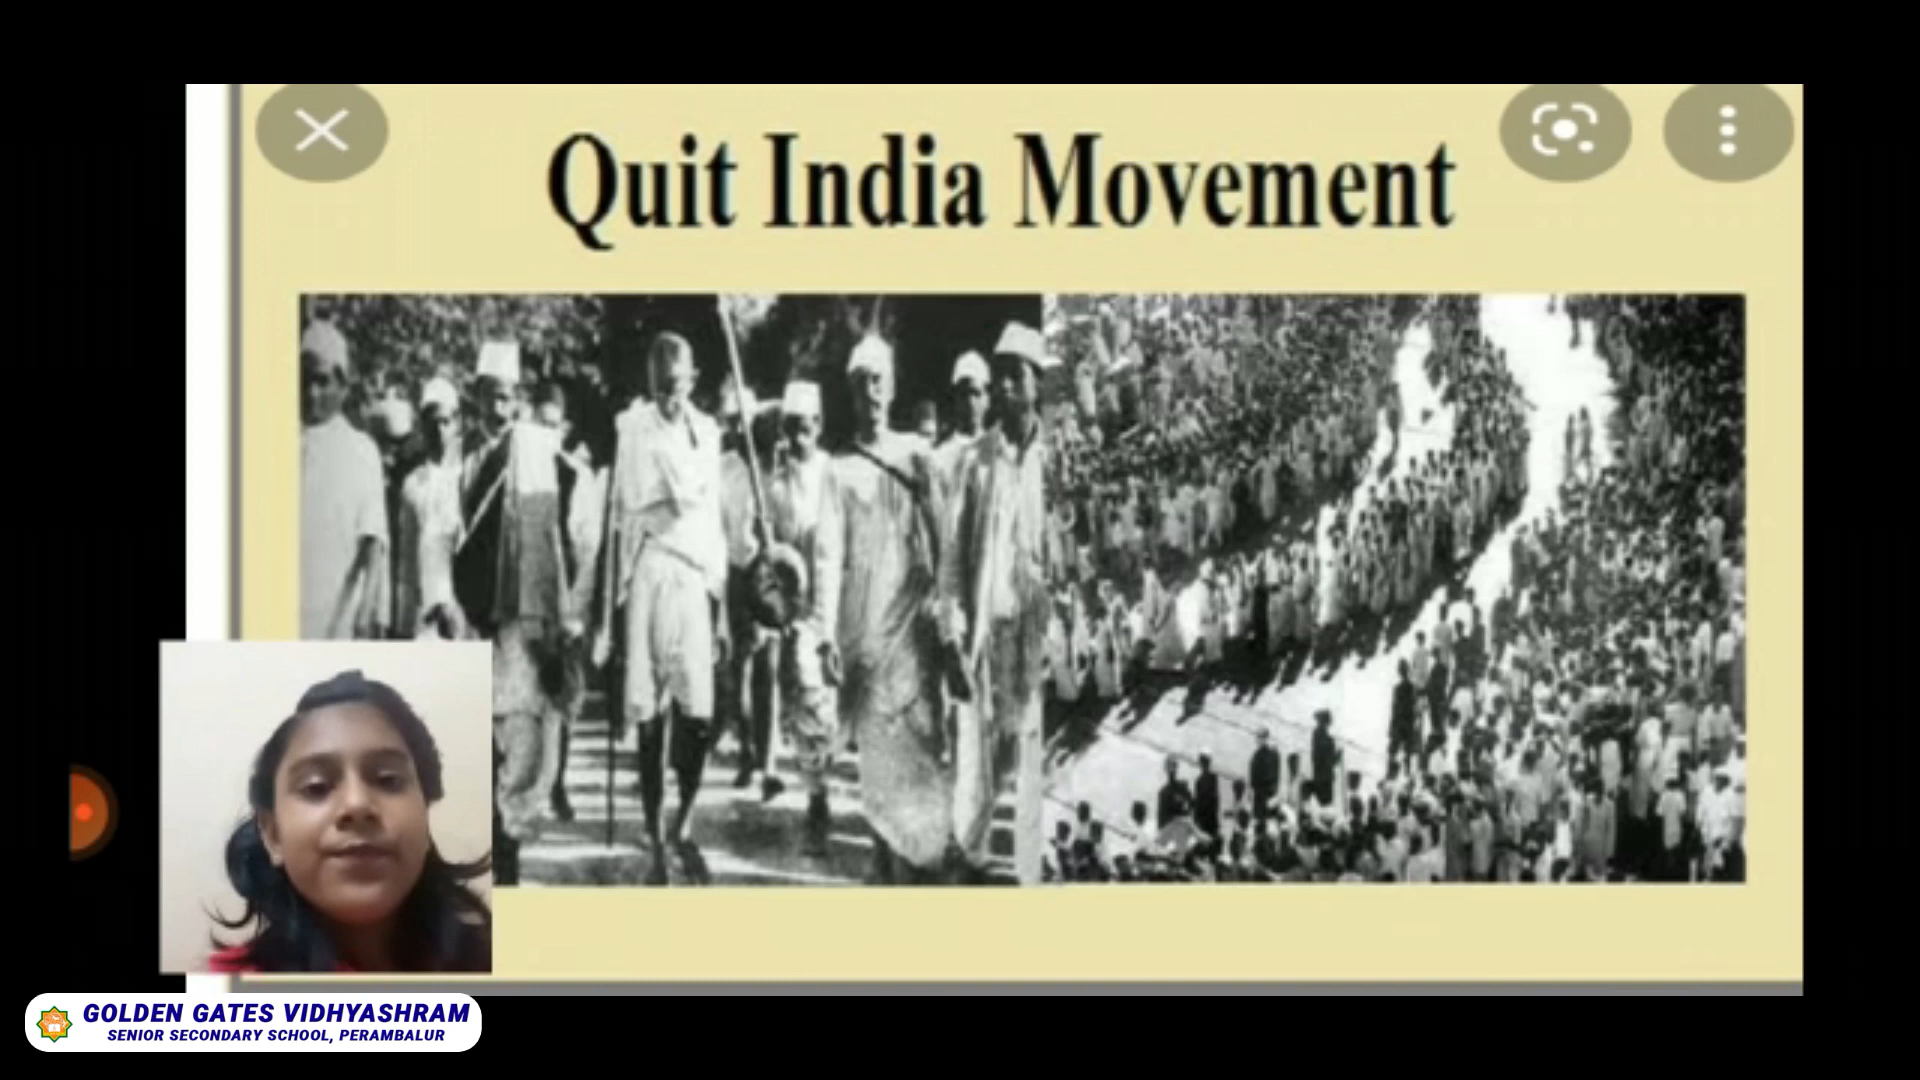 Quit India Movement
GOLDEN GATES VIDHYASHRAM
SENIOR SECONDARY SCHOOL, PERAMBALUR